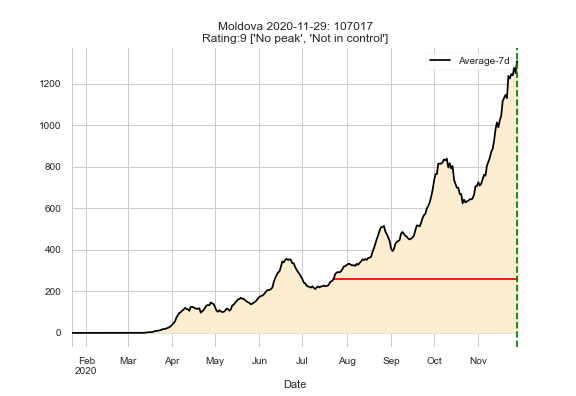 Moldova 2020-11-29: 107017
Rating:9 ['No peak', 'Not in control']
Average-7d
1200
1000
800
600
400
200
0
Feb Mar Apr May Jun Jul Aug Sep Oct Nov
2020
Date